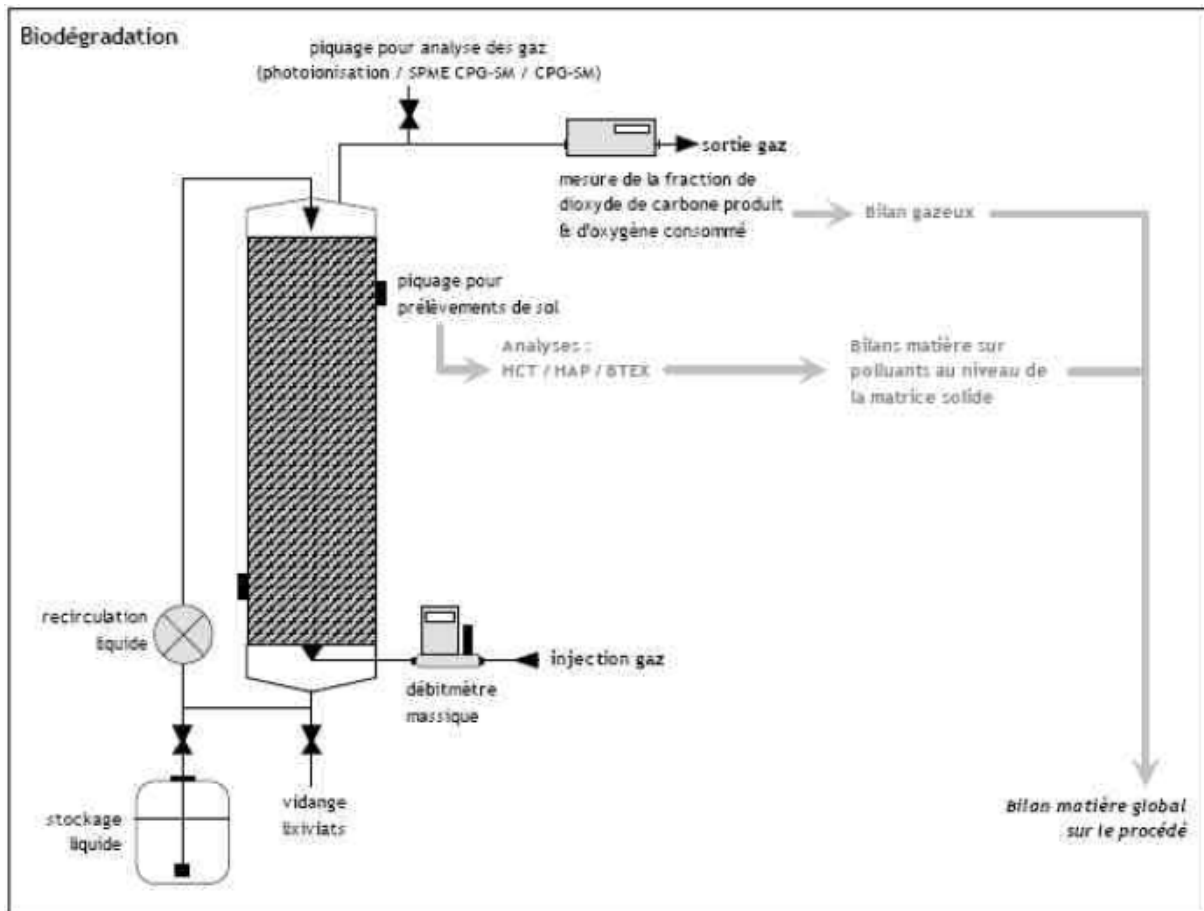 Biodégradation
piquage pour analyse des gaz
(photoionisation / SPME CPG-SM / CPG-SM)
sortie gaz
mesure de la fraction de
dioxyde de carbone produit
& d'oxygène consommé
Bilan gazeux
piquage pour
prélèvements de sol
Analyses :
HCT / HAP / BTEX
Bilans matière sur
polluants au niveau de
la matrice solide
recirculation
liquide
injection gaz
débitmètre
massique
stockage
liquide
vidange
lixiviats
Bilan matière global
sur le procédé